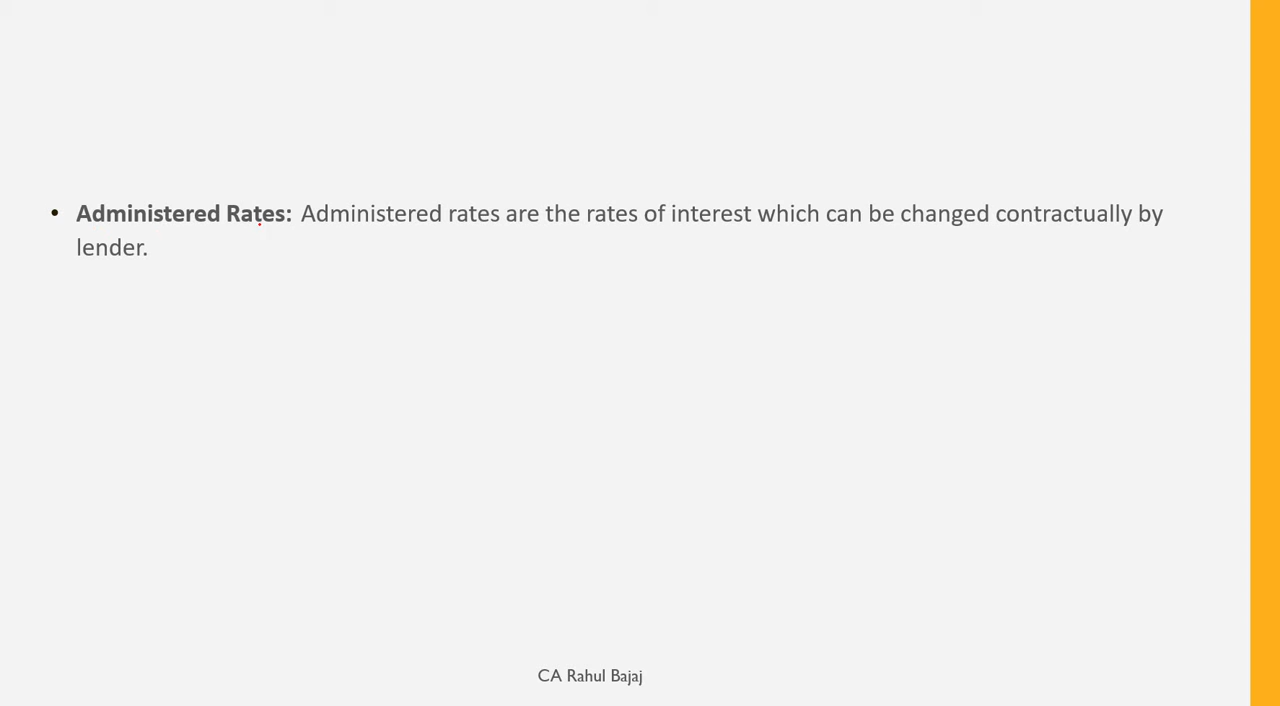 • Administered Rates: Administered rates are the rates of interest which can be changed contractually by
lender.
CA Rahul Bajaj